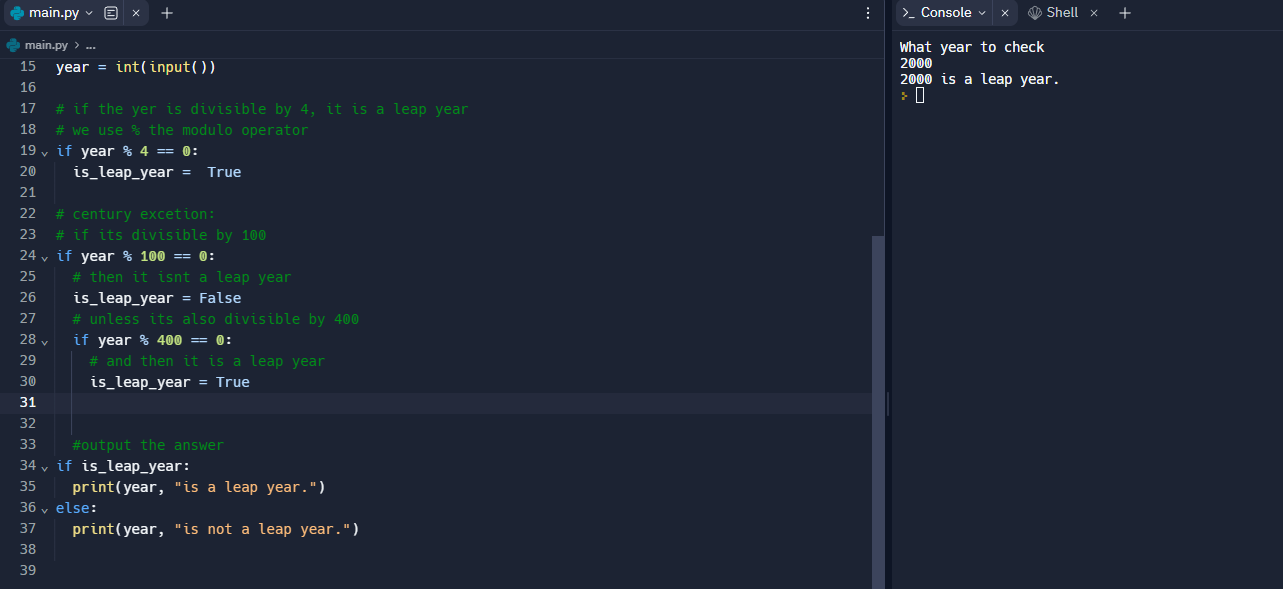 main.py
main.py > ...
15 year = int(input())
16
17 # if the yer is divisible by 4, it is a leap year
18 # we use % the modulo operator
19 if year % 4 == 0:
20   is_leap_year =  True
21
22 # century excetion:
23 # if its divisible by 100
24 if year % 100 == 0:
25   # then it isnt a leap year
26   is_leap_year = False
27   # unless its also divisible by 400
28   if year % 400 == 0:
29     # and then it is a leap year
30     is_leap_year = True
31
32
33   #output the answer
34 if is_leap_year:
35   print(year, "is a leap year.")
36 else:
37   print(year, "is not a leap year.")
38
39
Console
Shell
What year to check
2000
2000 is a leap year.